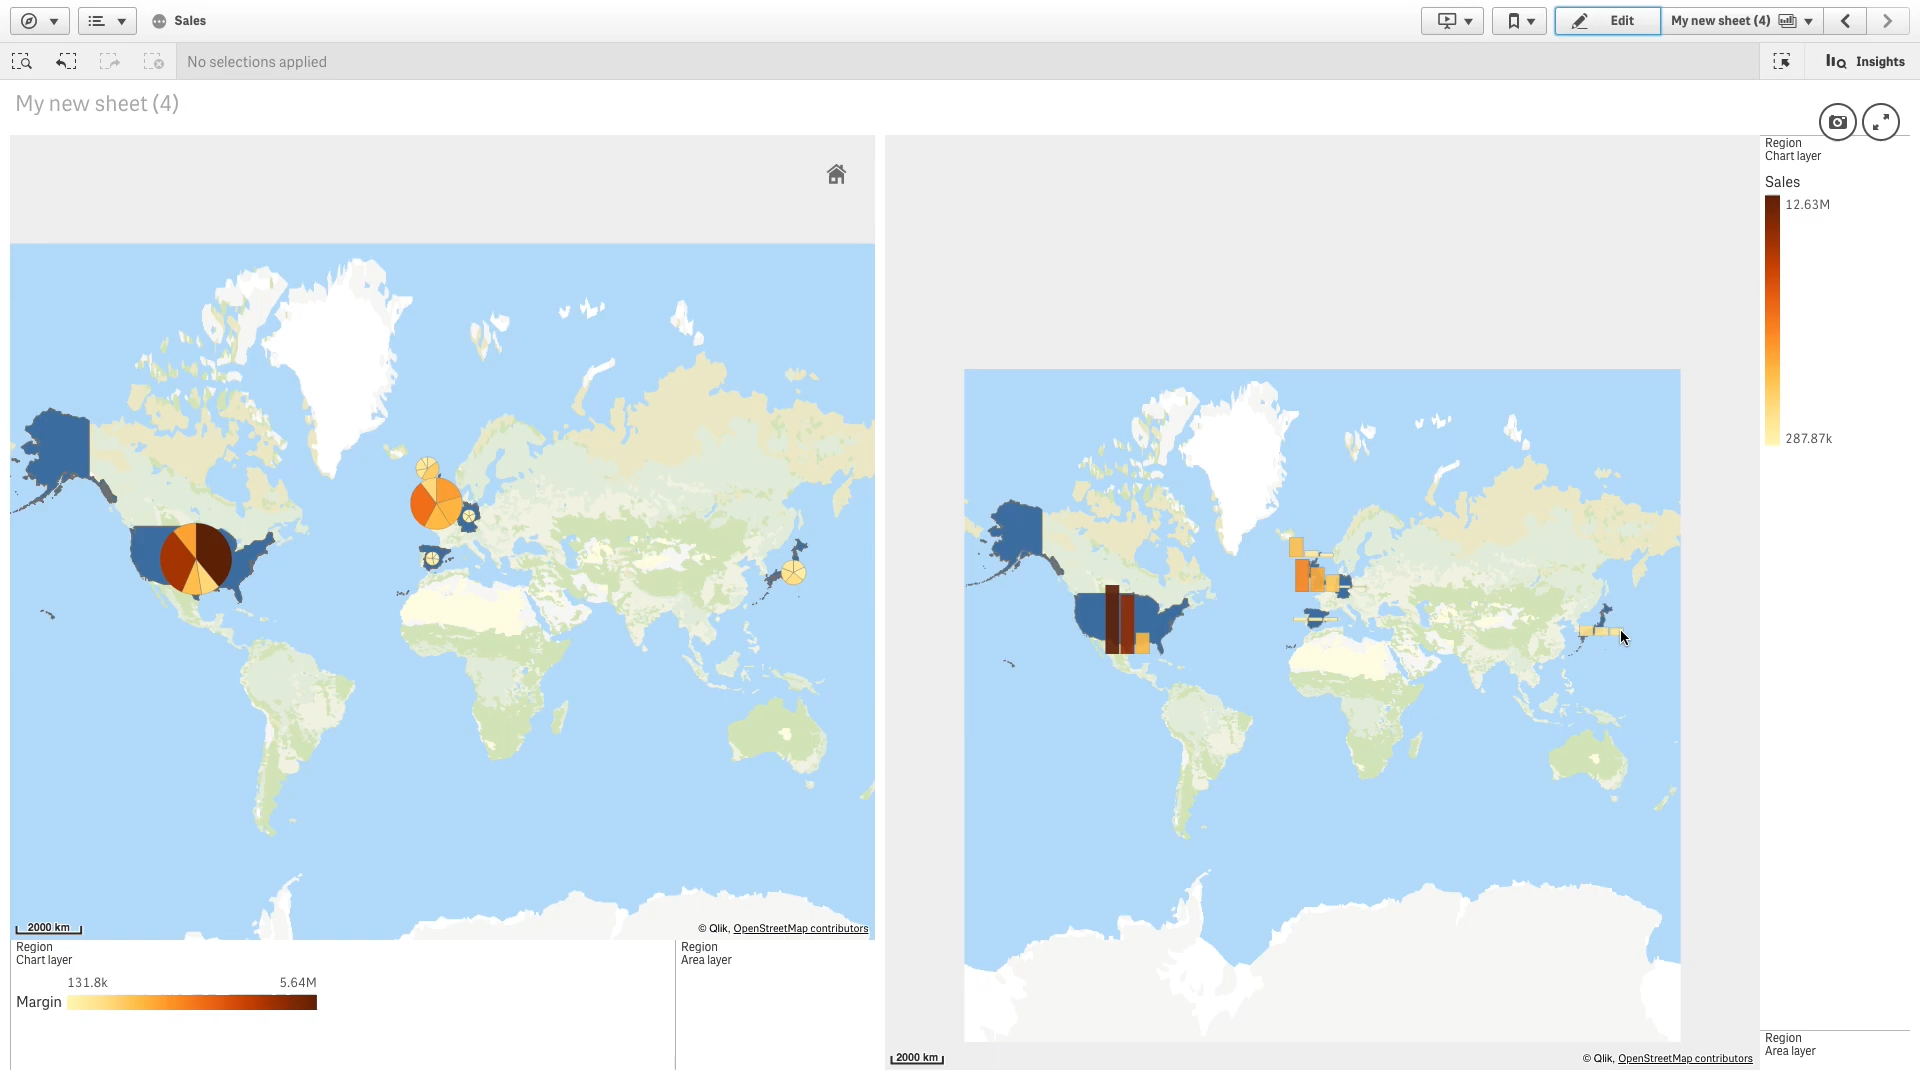 Sales
Edit
My new sheet (4)
No selections applied
Insights
My new sheet (4)
2000 km
© Qlik, OpenStreetMap contributors
Region
Chart layer
131.8k 5.64M
Margin
Region
Area layer
2000 km
© Qlik, OpenStreetMap contributors
Region
Chart layer
Sales
12.63M
287.87k
Region
Area layer